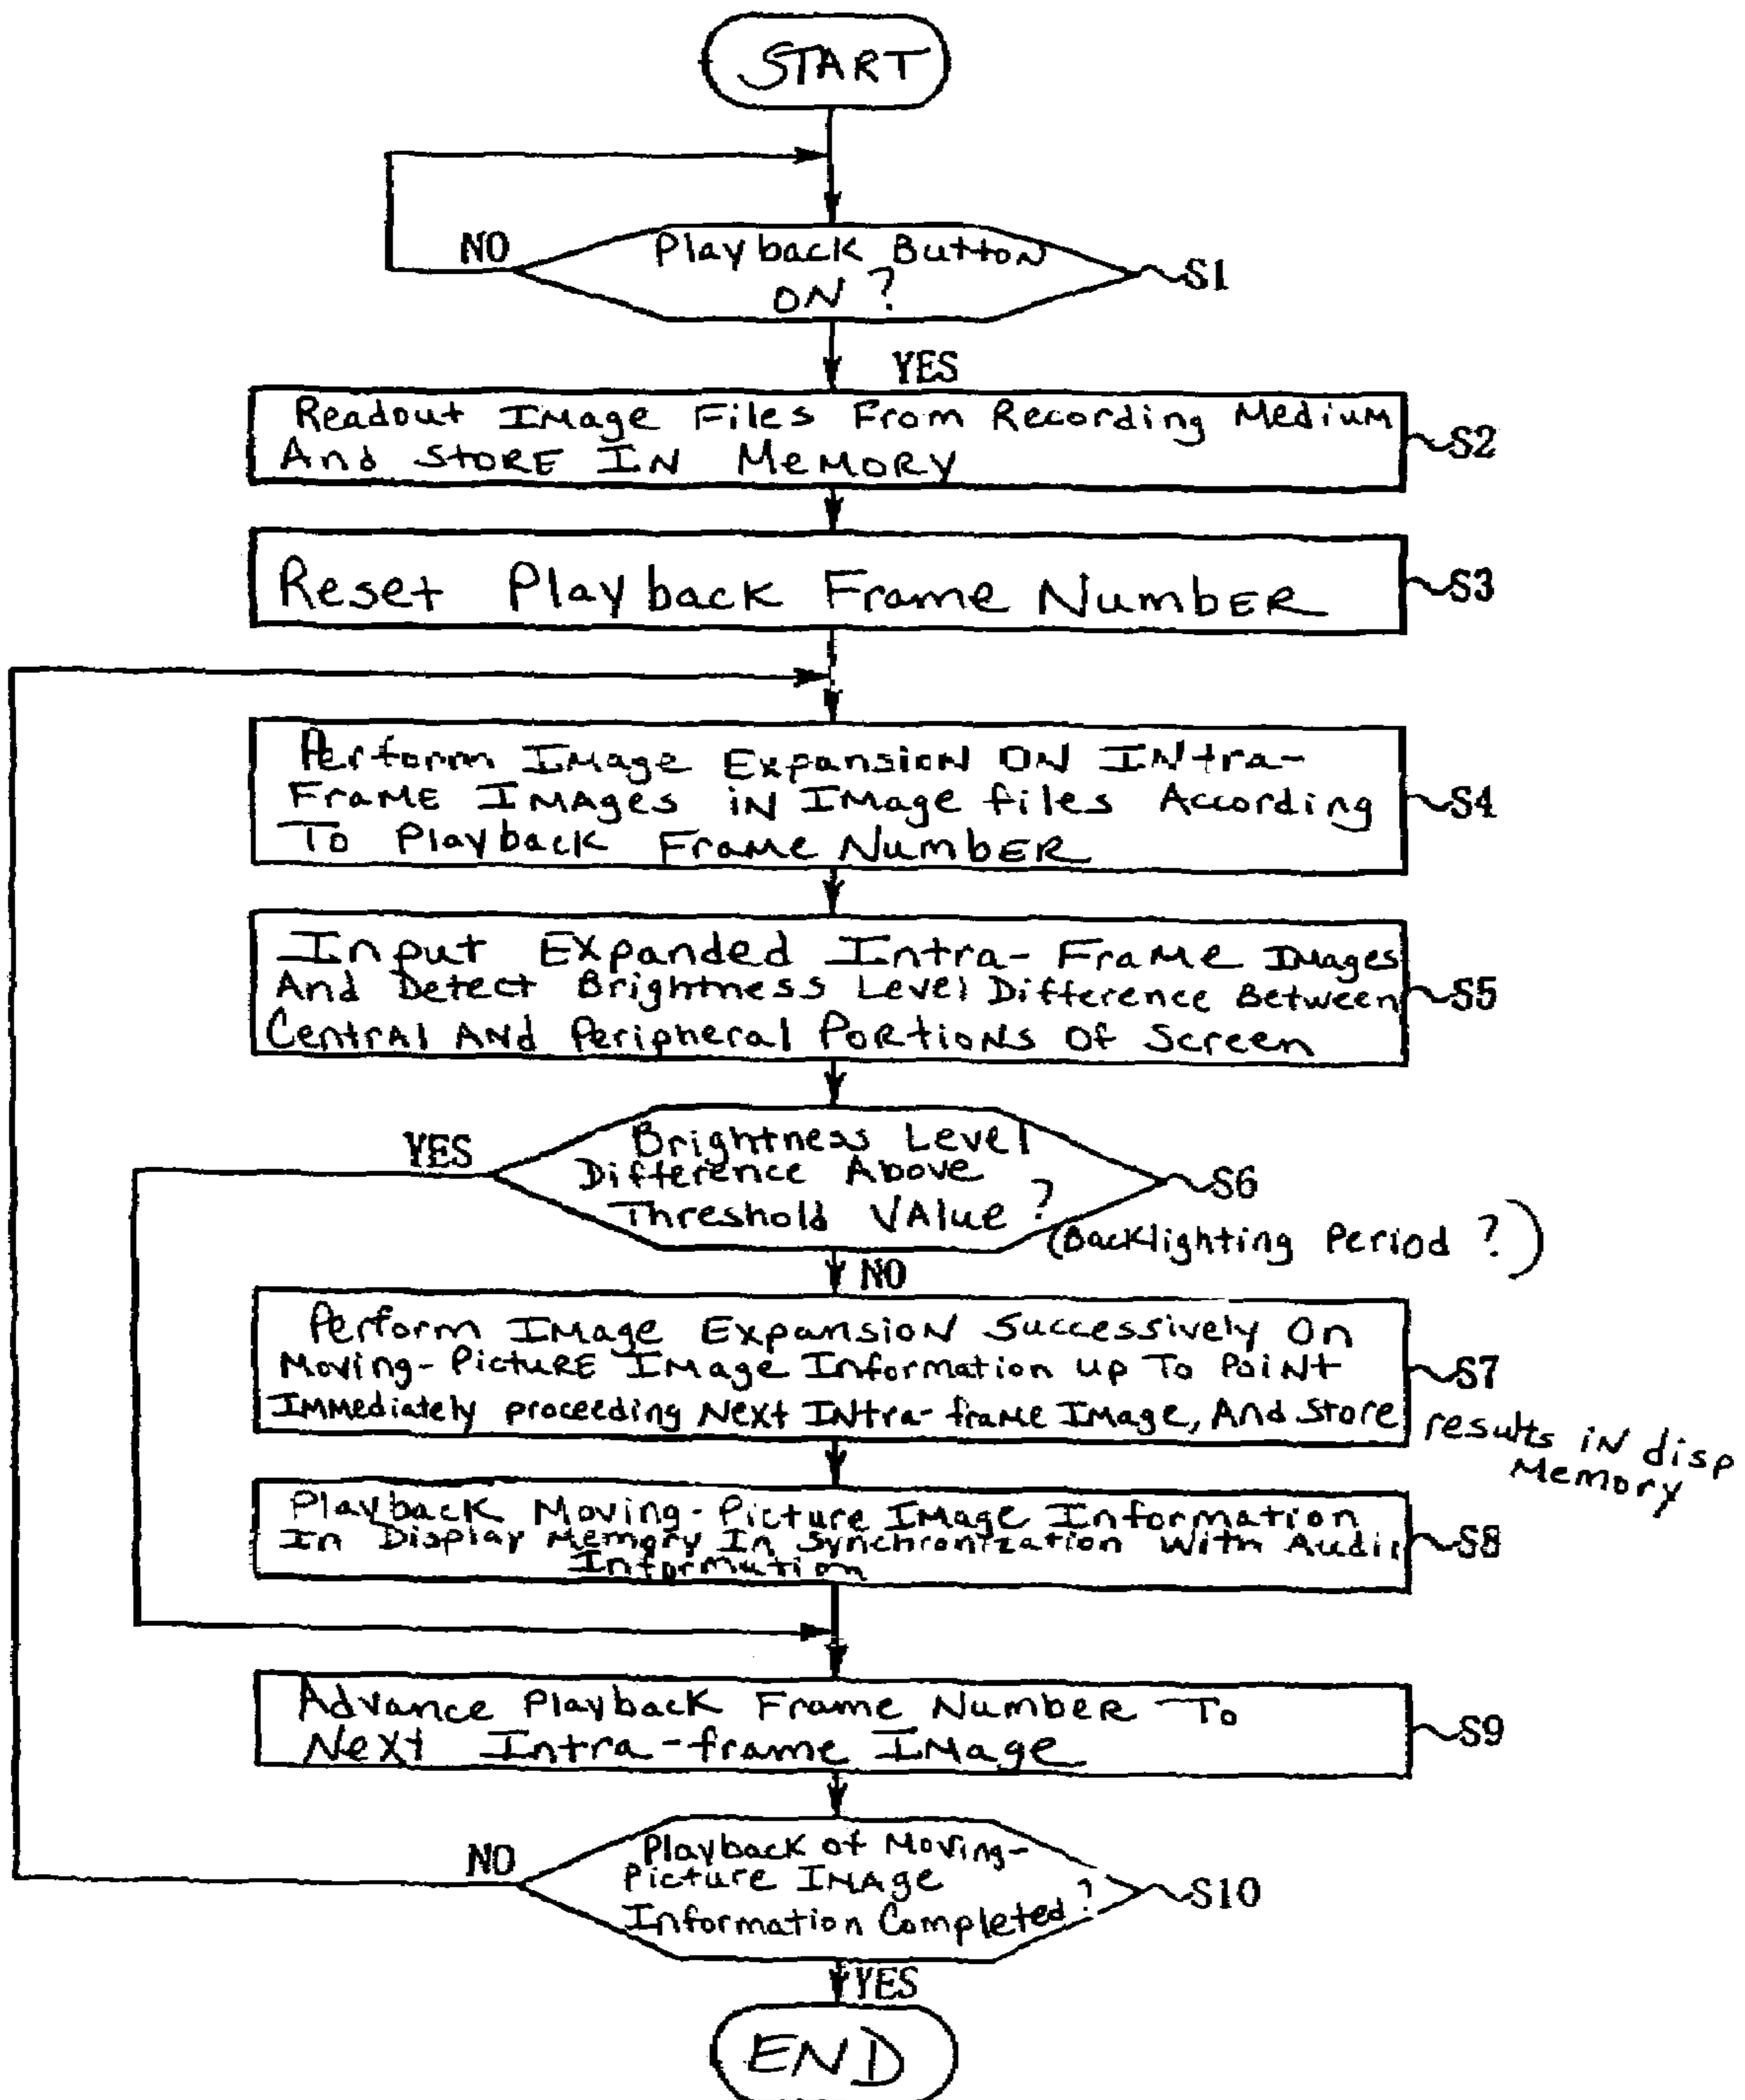 START
NO
Playback Button
ON ?
S1
YES
Readout Image Files From Recording Medium
And STORE IN MEMORY
S2
Reset Playback Frame Number
S3
Perform Image Expansion ON INtra-
Frame Images in Image files According
To Playback Frame Number
S4
Input Expanded Intra-Frame Images
And Detect Brightness Level Difference Between
Central And Peripheral Portions Of Screen
S5
YES
Brightness Level
Difference Above
Threshold Value ?
S6
(Backlighting Period ?)
NO
Perform Image Expansion Successively On
Moving-Picture Image Information up To Point
Immediately proceeding Next INtra-frame Image, And Store results in disp
Memory
S7
Playback Moving-Picture Image Information
In Display Memory In Synchronization With Audi
Information
S8
Advance Playback Frame Number To
Next Intra-frame Image
S9
NO
Playback of Moving-
Picture Image
Information Completed ?
S10
YES
END